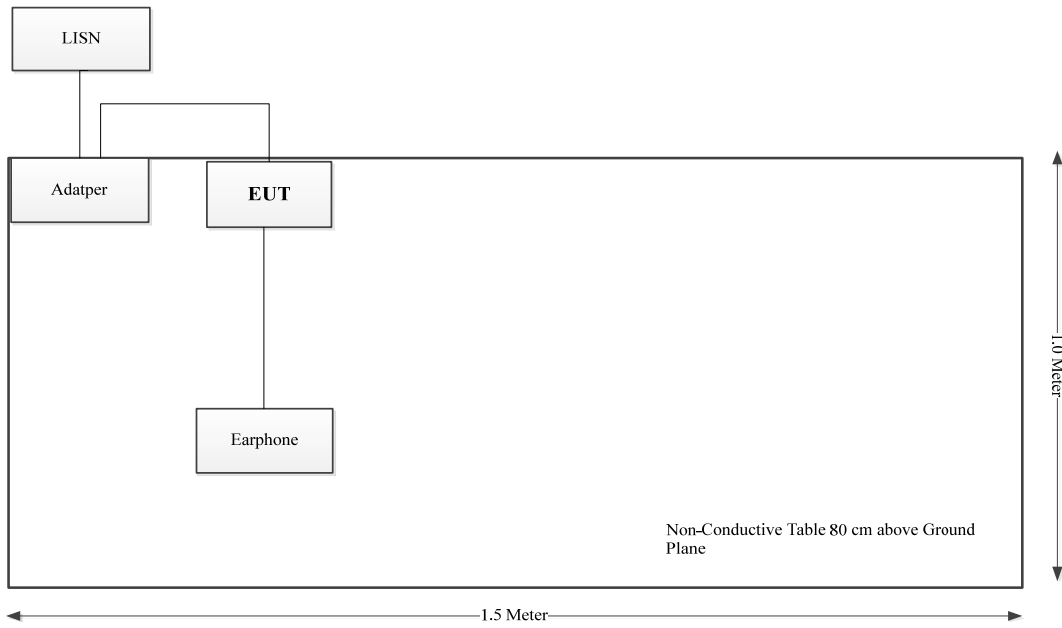 LISN
Adatper
EUT
Earphone
1.0 Meter
Non-Conductive Table 80 cm above Ground
Plane
1.5 Meter